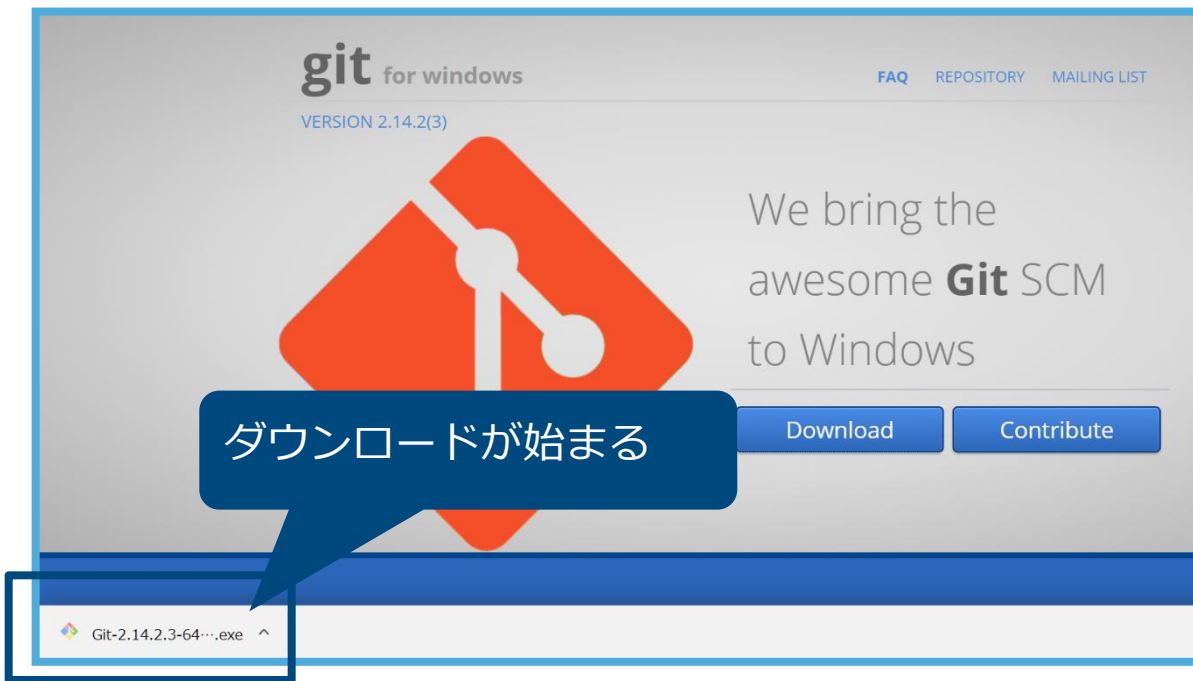 git for windows
FAQ REPOSITORY MAILING LIST
VERSION 2.14.2(3)
We bring the
awesome Git SCM
to Windows
Download Contribute
ダウンロードが始まる
Git-2.14.2.3-64….exe